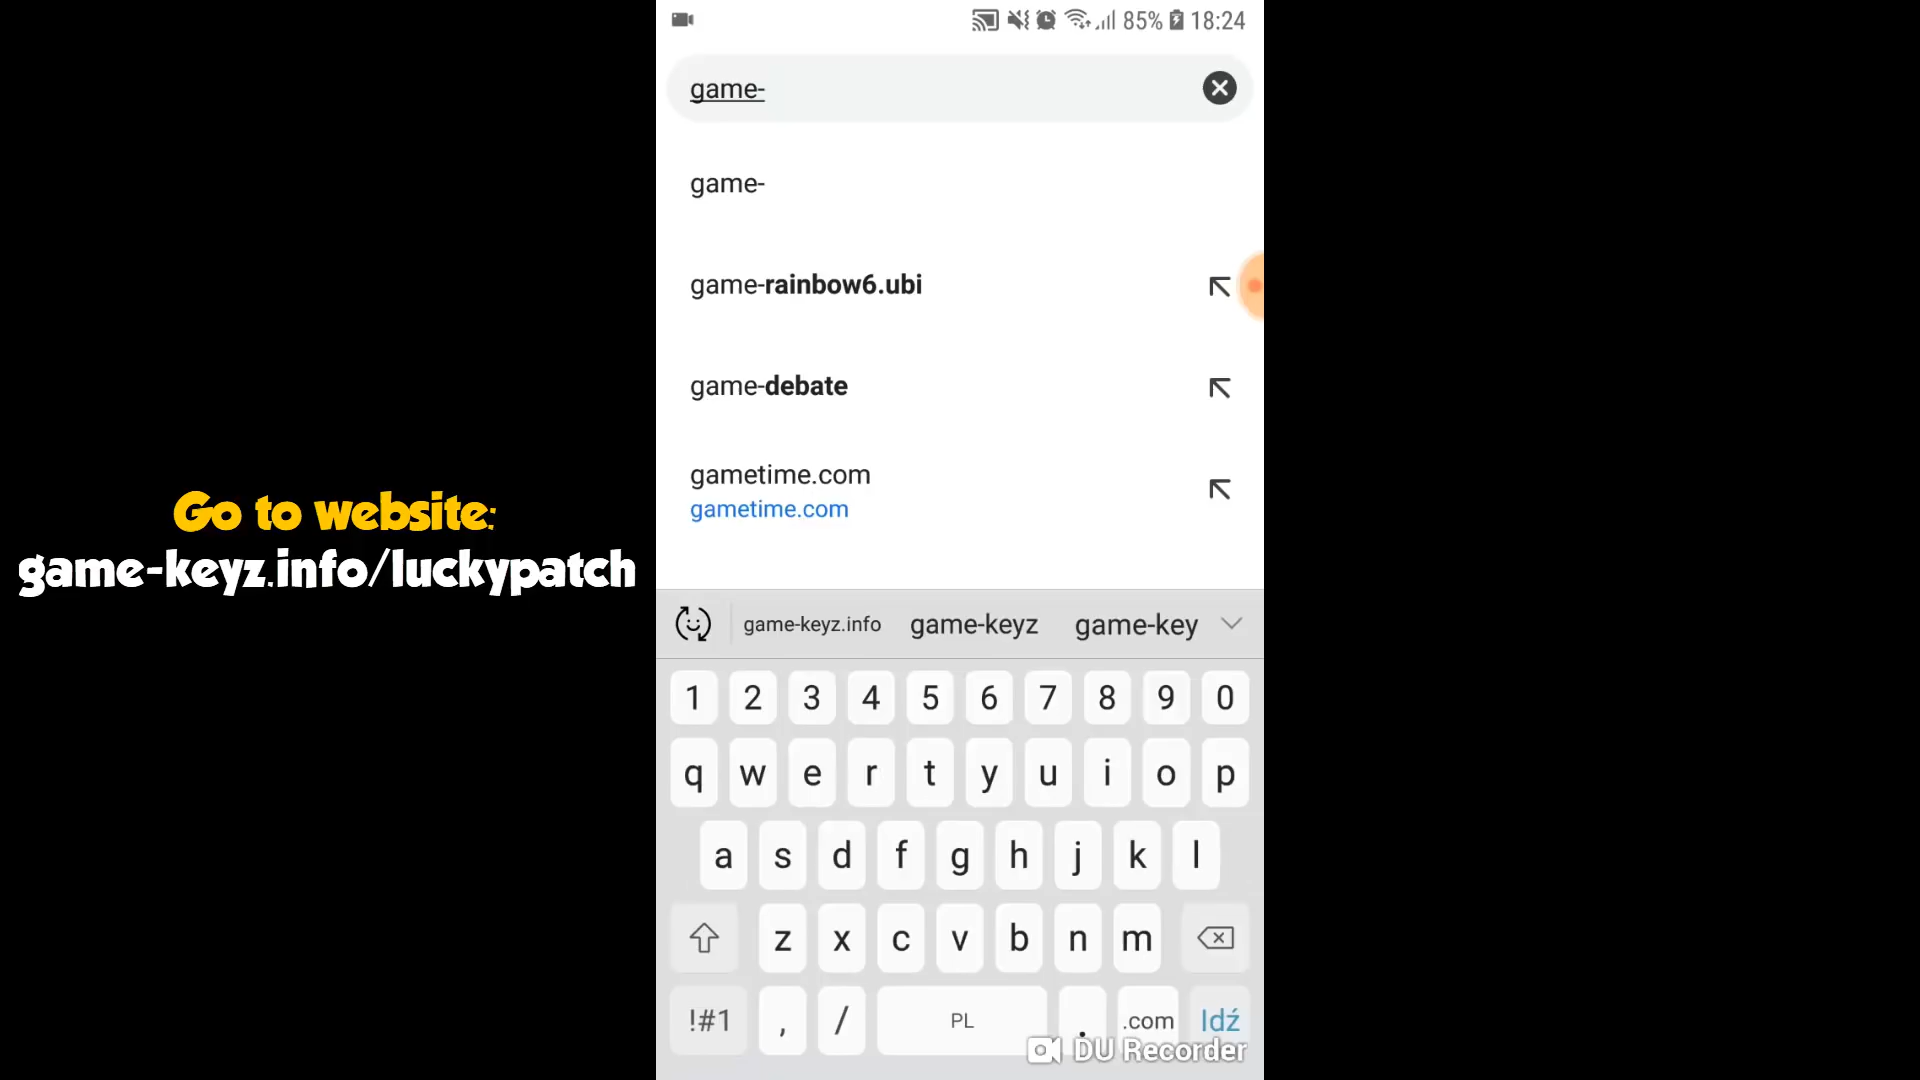 85% 18:24
game-
game-
game-rainbow6.ubi
game-debate
gametime.com
gametime.com
Go to website:
game-keyz.info/luckypatch
game-keyz.info game-keyz game-key
1 2 3 4 5 6 7 8 9 0
q w e r t y u i o p
a s d f g h j k l
z x c v b n m
!#1 , / PL . .com Idź
DU Recorder